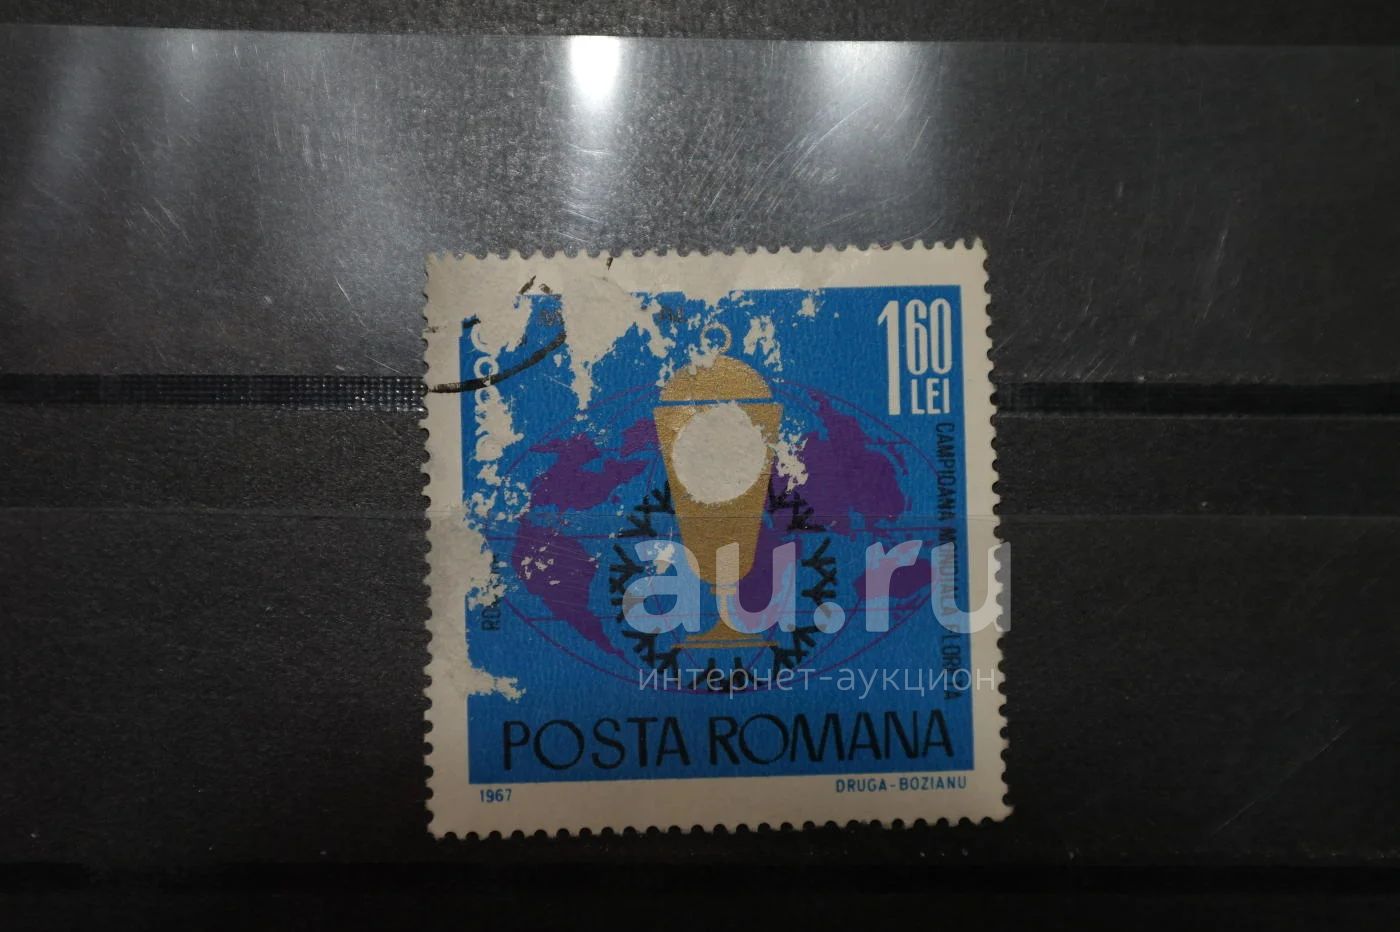 1.60
LEI
CAMPIOANA MONDIALA
POSTA ROMANA
1967
DRUGA-BOZIANU
au.ru
интернет-аукцион